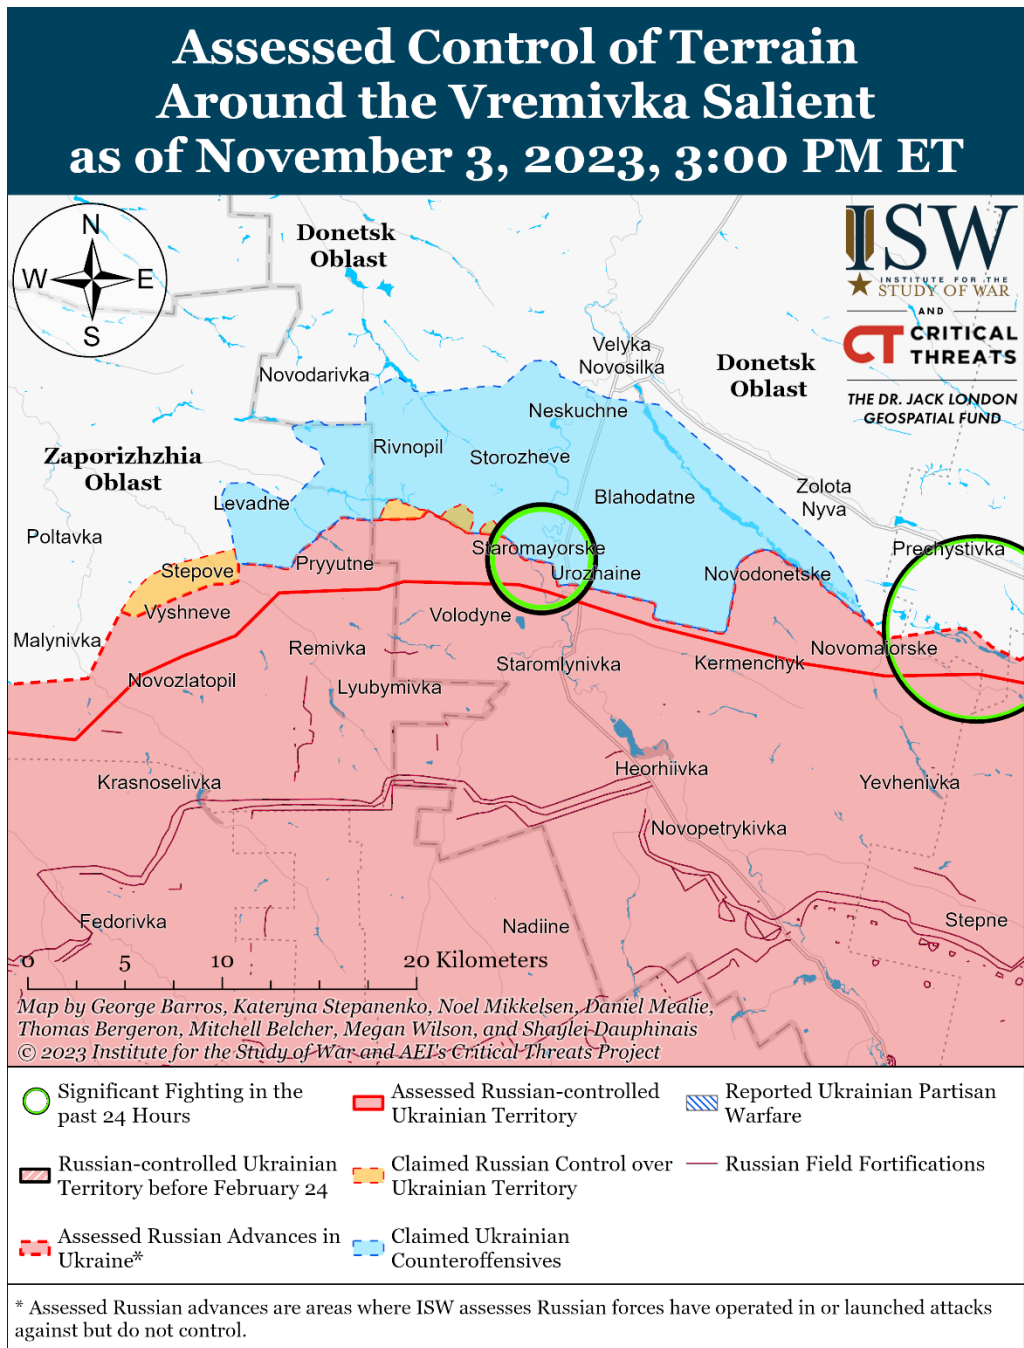 Assessed Control of Terrain
Around the Vremivka Salient
as of November 3, 2023, 3:00 PM ET
N
W
E
S
Donetsk
Oblast
ISW
INSTITUTE FOR THE
STUDY OF WAR
AND
CT CRITICAL
THREATS
THE DR. JACK LONDON
GEOSPATIAL FUND
Velyka
Novosilka
Donetsk
Oblast
Novodarivka
Neskuchne
Rivnopil
Storozheve
Zaporizhzhia
Oblast
Levadne
Blahodatne
Zolota
Nyva
Poltavka
Staromayorske
Prechystivka
Stepove
Pryyutne
Urozhaine
Novodonetske
Vyshneve
Volodyne
Malynivka
Remivka
Novomaiorske
Staromlynivka
Kermenchyk
Novozlatopil
Lyubymivka
Heorhiivka
Krasnoselivka
Yevhenivka
Novopetrykivka
Fedorivka
Nadiine
Stepne
0 5 10 20 Kilometers
Map by George Barros, Kateryna Stepanenko, Noel Mikkelsen, Daniel Mealie,
Thomas Bergeron, Mitchell Belcher, Megan Wilson, and Shaylei Dauphinais
© 2023 Institute for the Study of War and AEI's Critical Threats Project
Significant Fighting in the
past 24 Hours
Russian-controlled Ukrainian
Territory before February 24
Assessed Russian Advances in
Ukraine*
Assessed Russian-controlled
Ukrainian Territory
Claimed Russian Control over
Ukrainian Territory
Claimed Ukrainian
Counteroffensives
Reported Ukrainian Partisan
Warfare
Russian Field Fortifications
* Assessed Russian advances are areas where ISW assesses Russian forces have operated in or launched attacks
against but do not control.